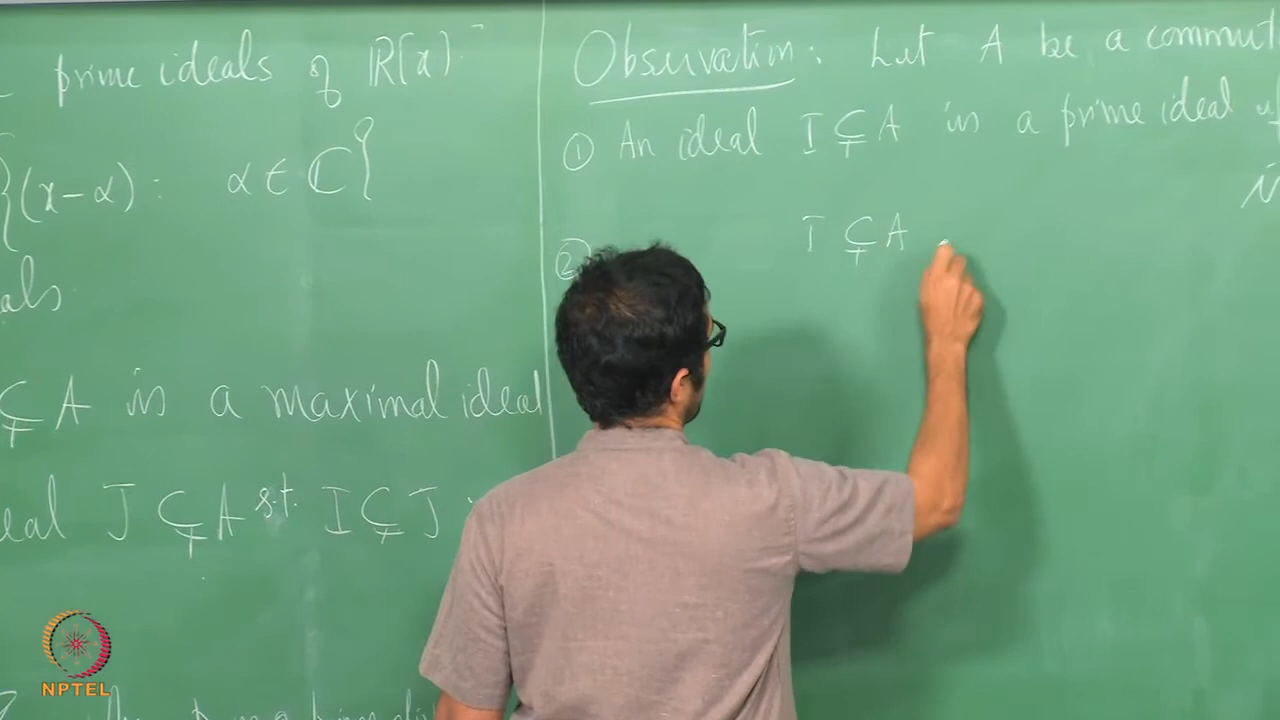 prime ideals of R[x]
{(x-α) : α ∈ ℂ}
als
⊊ A is a maximal ideal
eal J ⊊ A s.t. I ⊊ J
Observation: Let A be a commut
① An ideal I ⊊ A is a prime ideal if
②
I ⊊ A
NPTEL